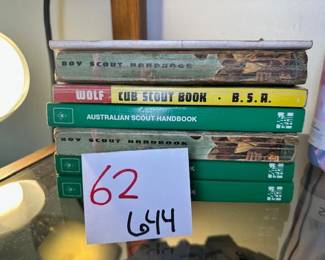 BOY SCOUT HANDBOOK
WOLF CUB SCOUT BOOK · B.S.A.
AUSTRALIAN SCOUT HANDBOOK
BOY SCOUT HANDBOOK
62
644